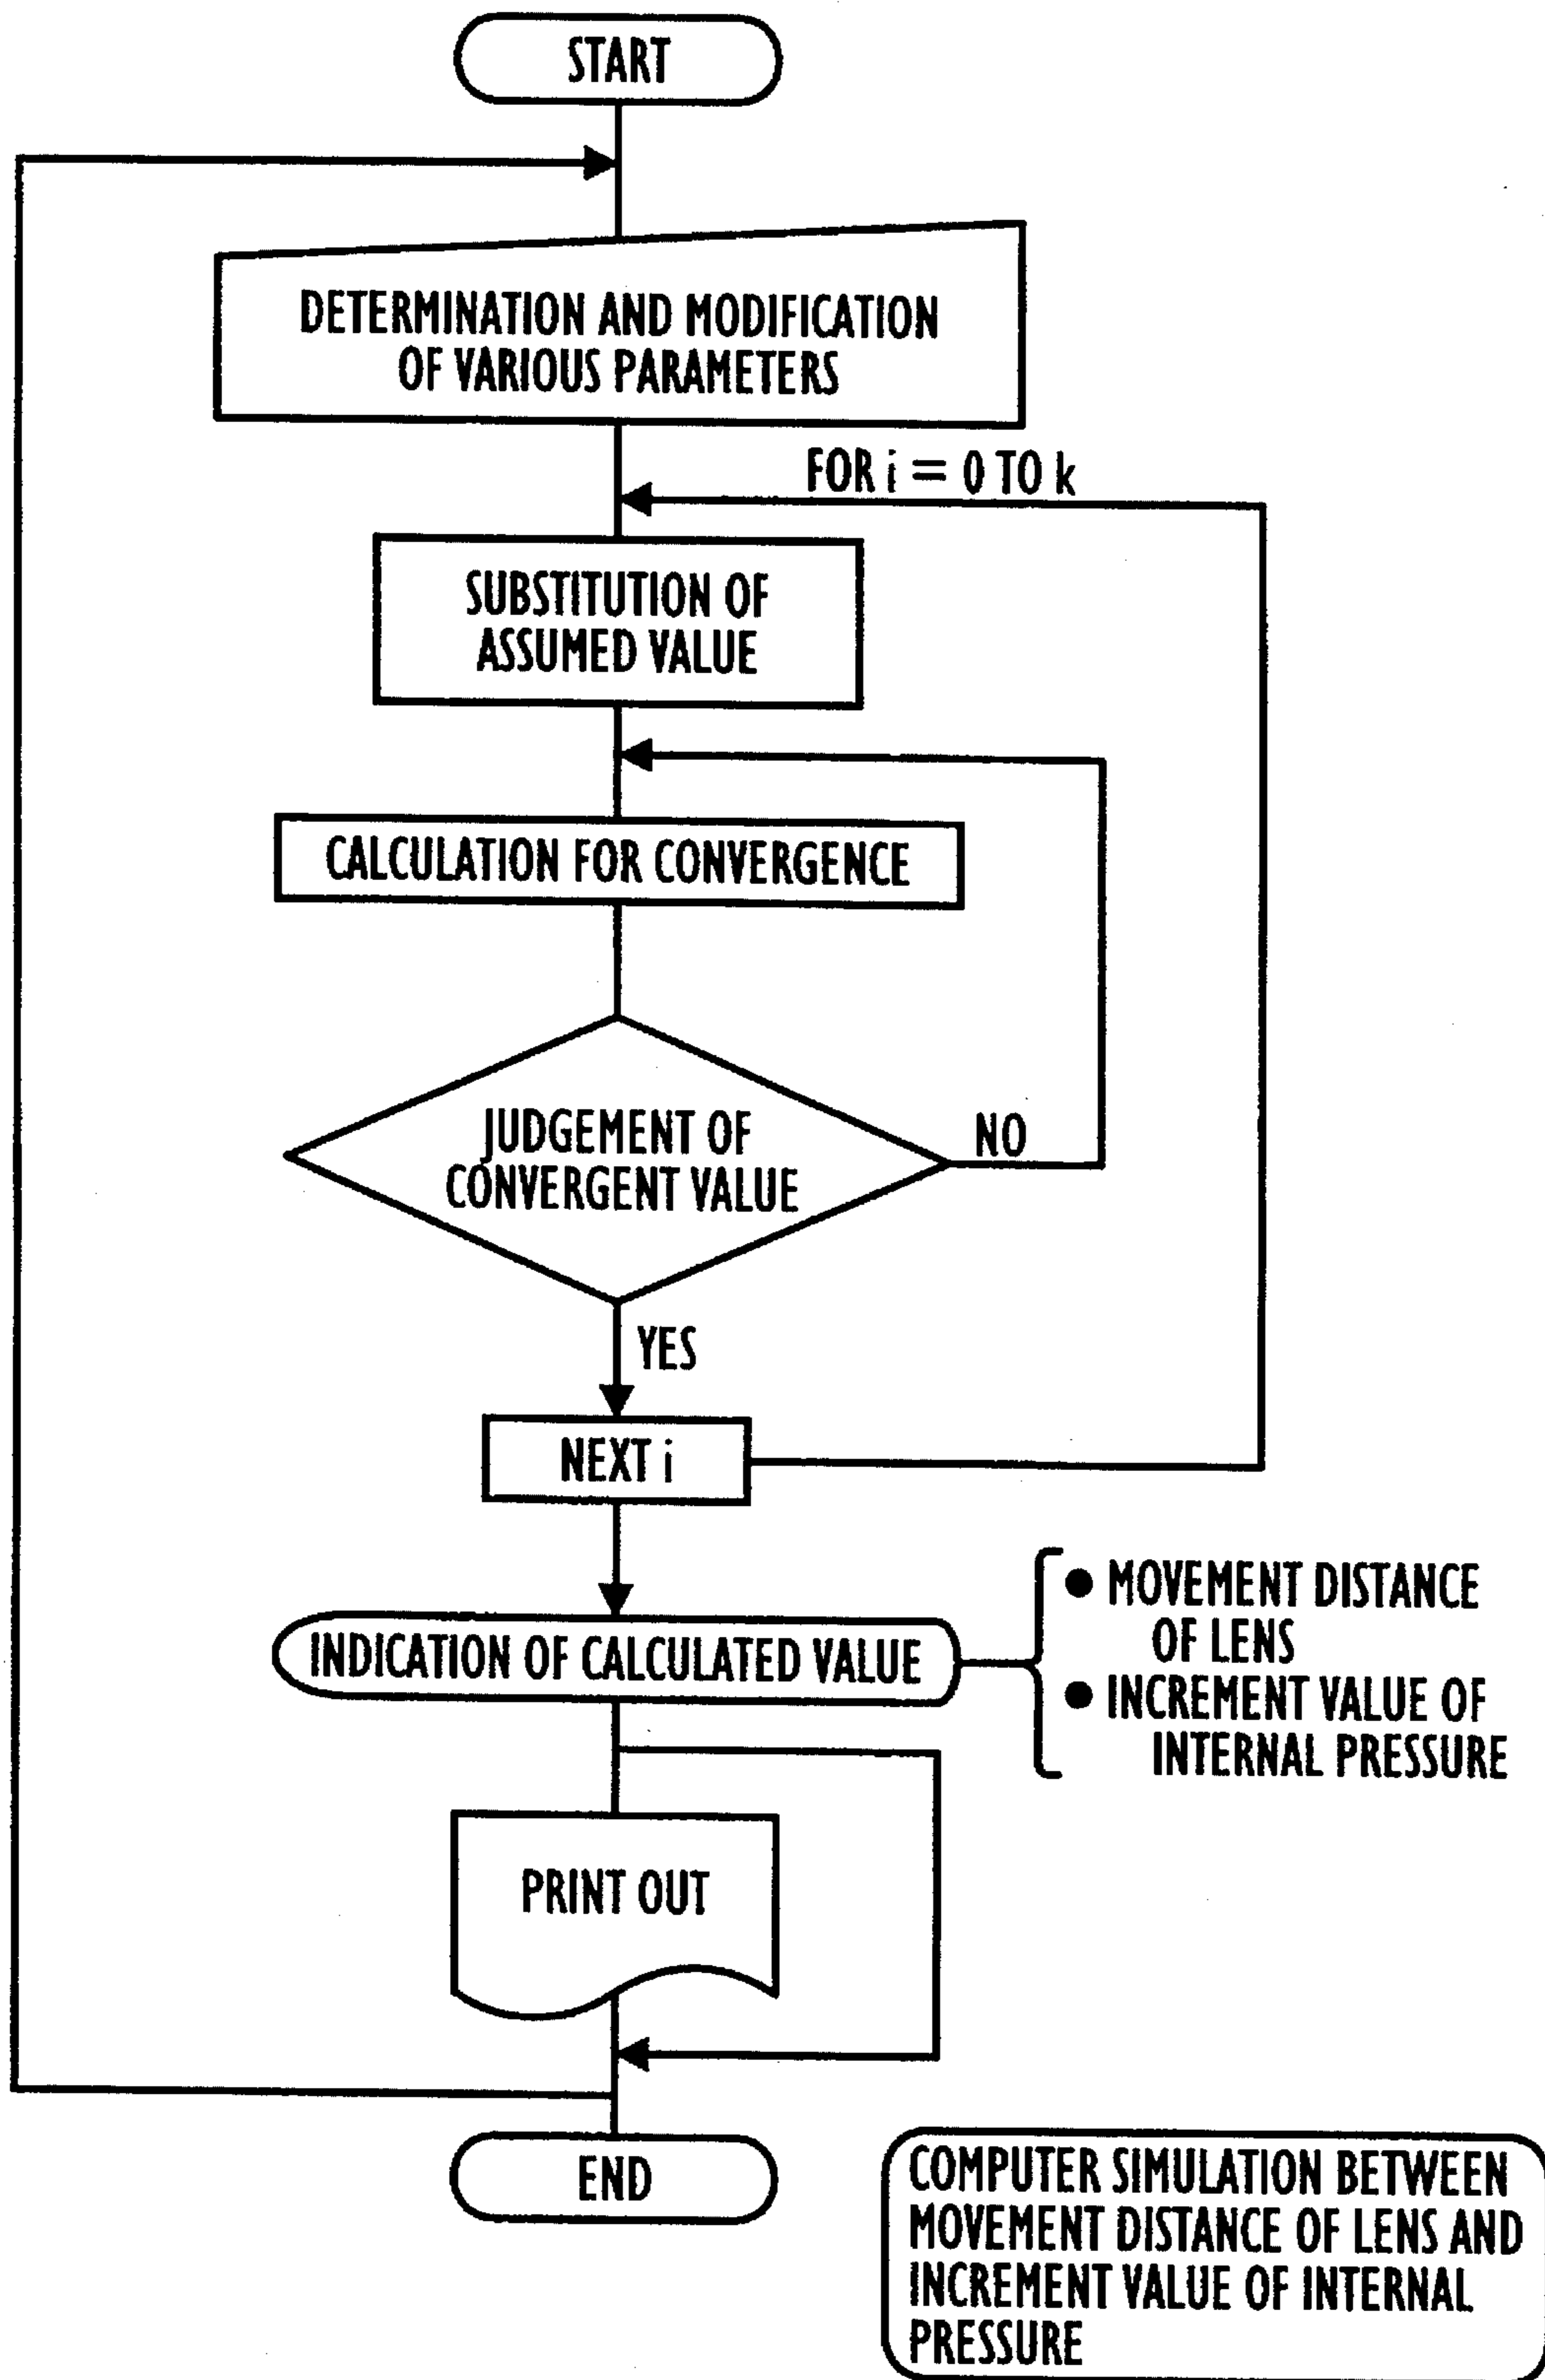 START
DETERMINATION AND MODIFICATION
OF VARIOUS PARAMETERS
FOR i = 0 TO k
SUBSTITUTION OF
ASSUMED VALUE
CALCULATION FOR CONVERGENCE
JUDGEMENT OF
CONVERGENT VALUE
NO
YES
NEXT i
INDICATION OF CALCULATED VALUE
● MOVEMENT DISTANCE
OF LENS
● INCREMENT VALUE OF
INTERNAL PRESSURE
PRINT OUT
END
COMPUTER SIMULATION BETWEEN
MOVEMENT DISTANCE OF LENS AND
INCREMENT VALUE OF INTERNAL
PRESSURE